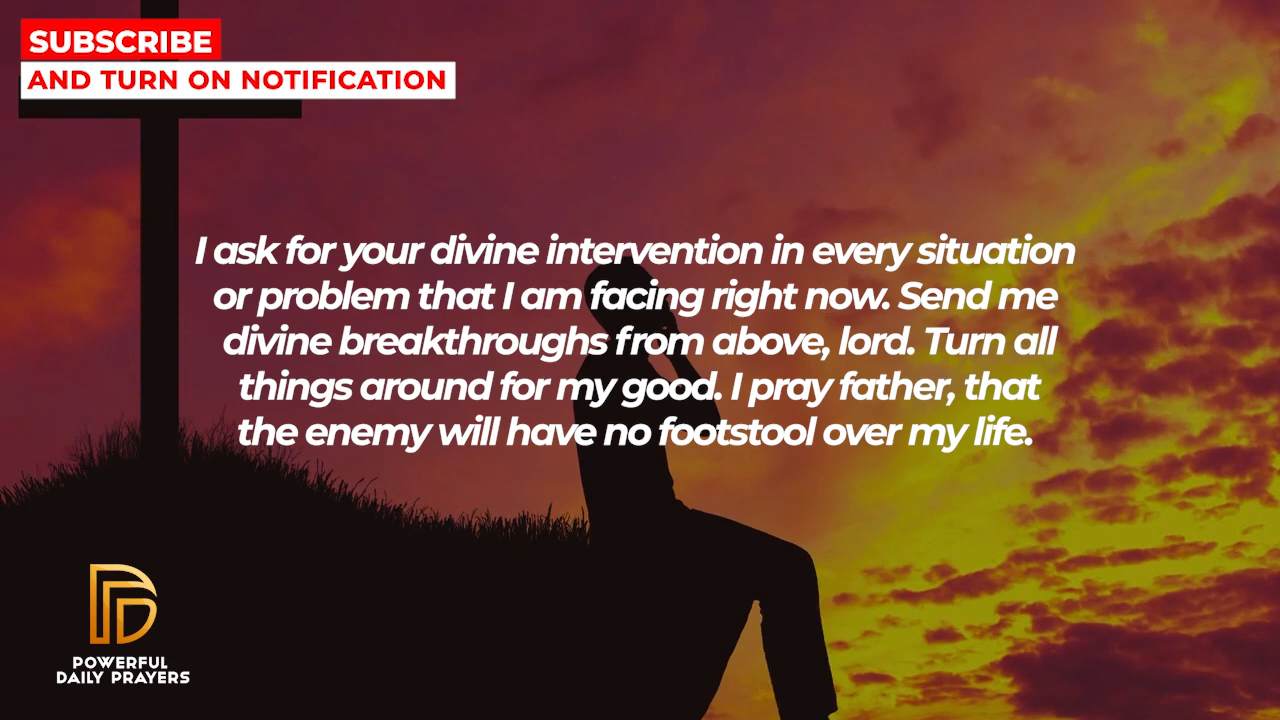 SUBSCRIBE
AND TURN ON NOTIFICATION
I ask for your divine intervention in every situation
or problem that I am facing right now. Send me
divine breakthroughs from above, lord. Turn all
things around for my good. I pray father, that
the enemy will have no footstool over my life.
POWERFUL
DAILY PRAYERS